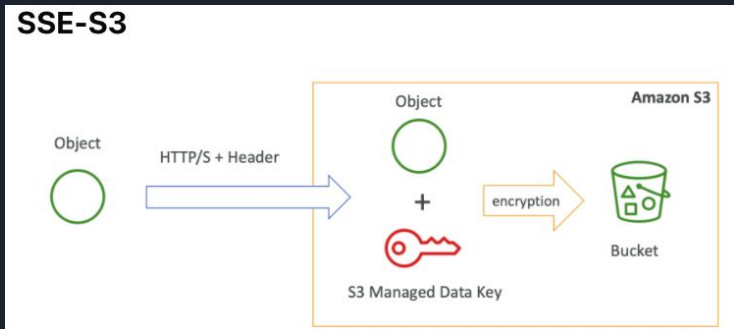 SSE-S3
Amazon S3
Object
Object
HTTP/S + Header
+
encryption
Bucket
S3 Managed Data Key